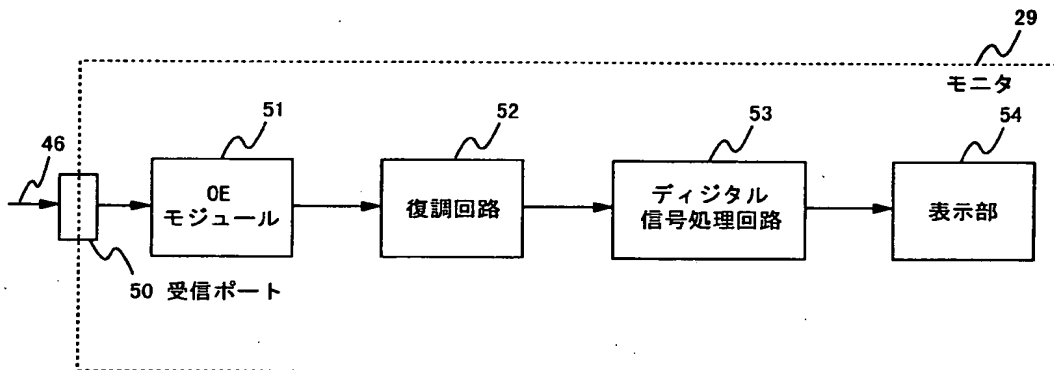 29
モニタ
46
51
52
53
54
OE
モジュール
復調回路
ディジタル
信号処理回路
表示部
50 受信ポート